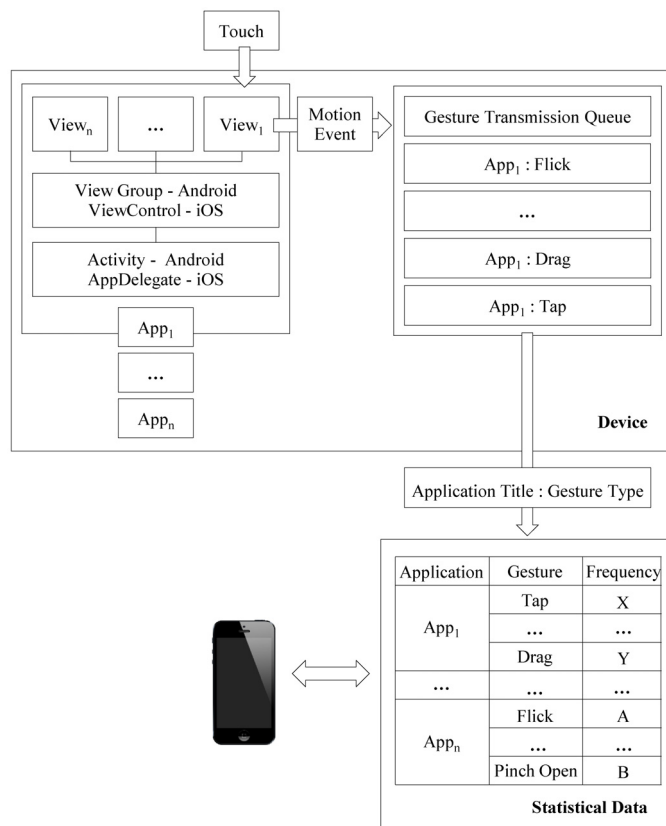 Touch
Viewₙ
...
View₁
Motion
Event
View Group - Android
ViewControl - iOS
Activity - Android
AppDelegate - iOS
App₁
...
Appₙ
Gesture Transmission Queue
App₁ : Flick
...
App₁ : Drag
App₁ : Tap
Device
Application Title : Gesture Type
Application Gesture Frequency
App₁
Tap X
... ...
Drag Y
... ... ...
Appₙ
Flick A
... ...
Pinch Open B
Statistical Data